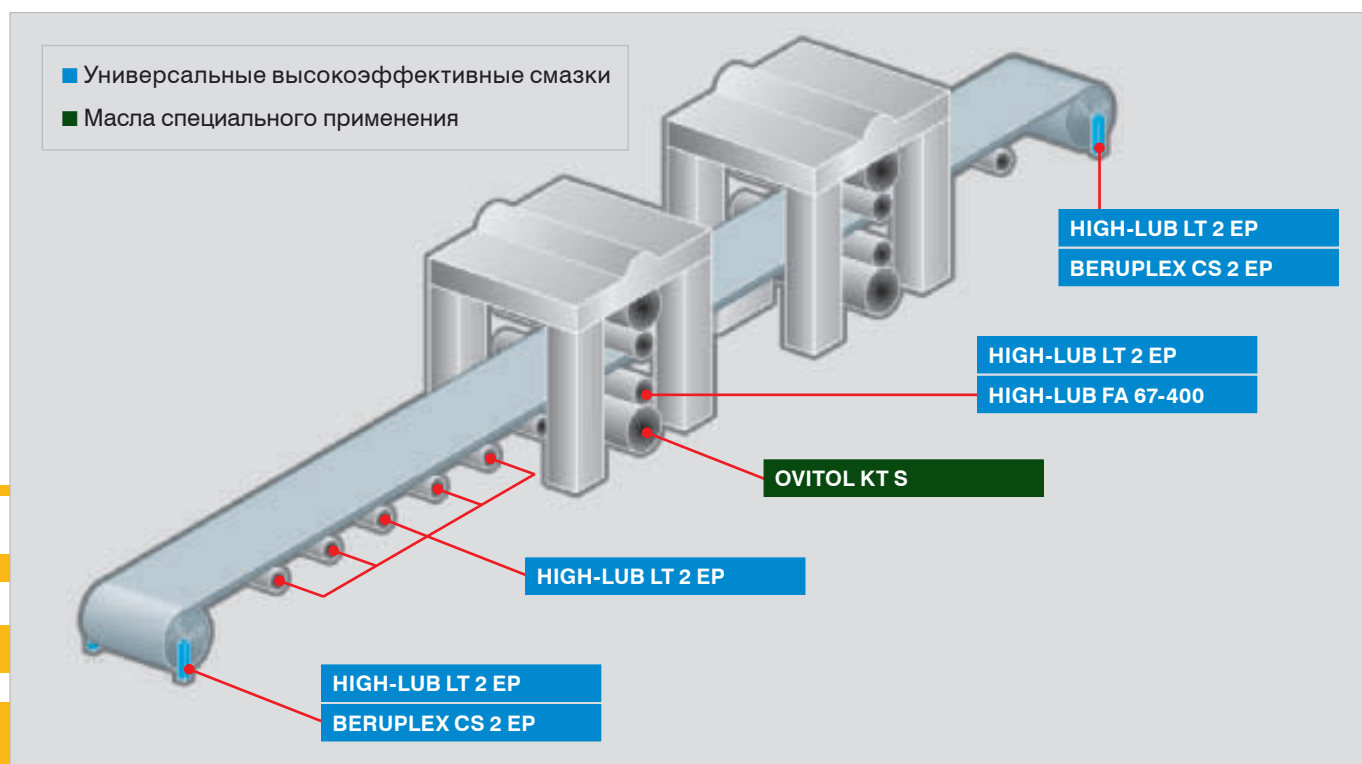 Универсальные высокоэффективные смазки
Масла специального применения
HIGH-LUB LT 2 EP
BERUPLEX CS 2 EP
HIGH-LUB LT 2 EP
HIGH-LUB FA 67-400
OVITOL KT S
HIGH-LUB LT 2 EP
HIGH-LUB LT 2 EP
BERUPLEX CS 2 EP